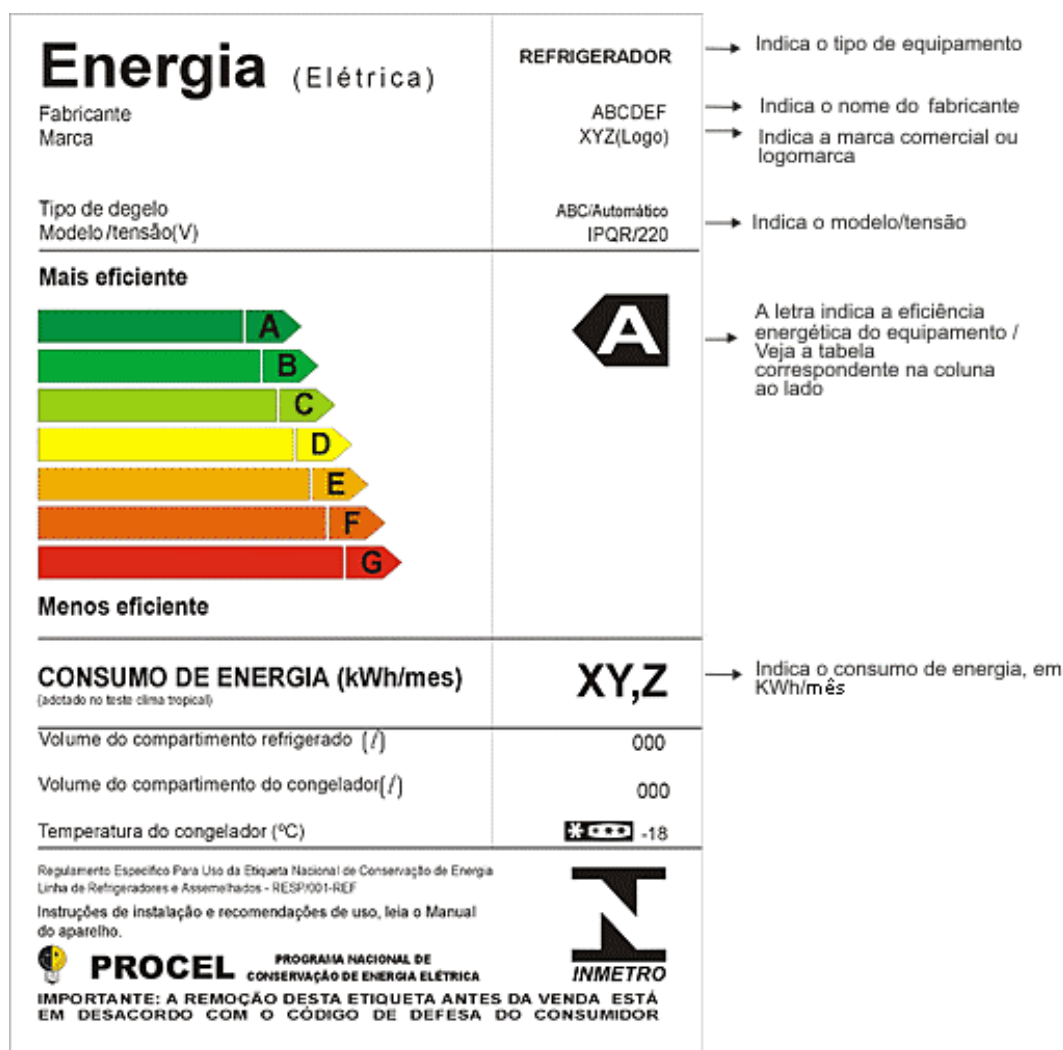 Energia (Elétrica)
REFRIGERADOR
Indica o tipo de equipamento
Fabricante
ABCDEF
Indica o nome do fabricante
Marca
XYZ(Logo)
Indica a marca comercial ou
logomarca
Tipo de degelo
ABC/Automático
Modelo/tensão(V)
IPQR/220
Indica o modelo/tensão
Mais eficiente
A
B
C
D
E
F
G
A
A letra indica a eficiência
energética do equipamento /
Veja a tabela
correspondente na coluna
ao lado
Menos eficiente
CONSUMO DE ENERGIA (kWh/mes)
(adotado no teste clima tropical)
XY,Z
Indica o consumo de energia, em
KWh/mês
Volume do compartimento refrigerado (l)
000
Volume do compartimento do congelador(l)
000
Temperatura do congelador (ºC)
-18
Regulamento Específico Para Uso da Etiqueta Nacional de Conservação de Energia
Linha de Refrigeradores e Assemelhados - RESP/001-REF
Instruções de instalação e recomendações de uso, leia o Manual
do aparelho.
PROCEL
PROGRAMA NACIONAL DE
CONSERVAÇÃO DE ENERGIA ELÉTRICA
INMETRO
IMPORTANTE: A REMOÇÃO DESTA ETIQUETA ANTES DA VENDA ESTÁ
EM DESACORDO COM O CÓDIGO DE DEFESA DO CONSUMIDOR